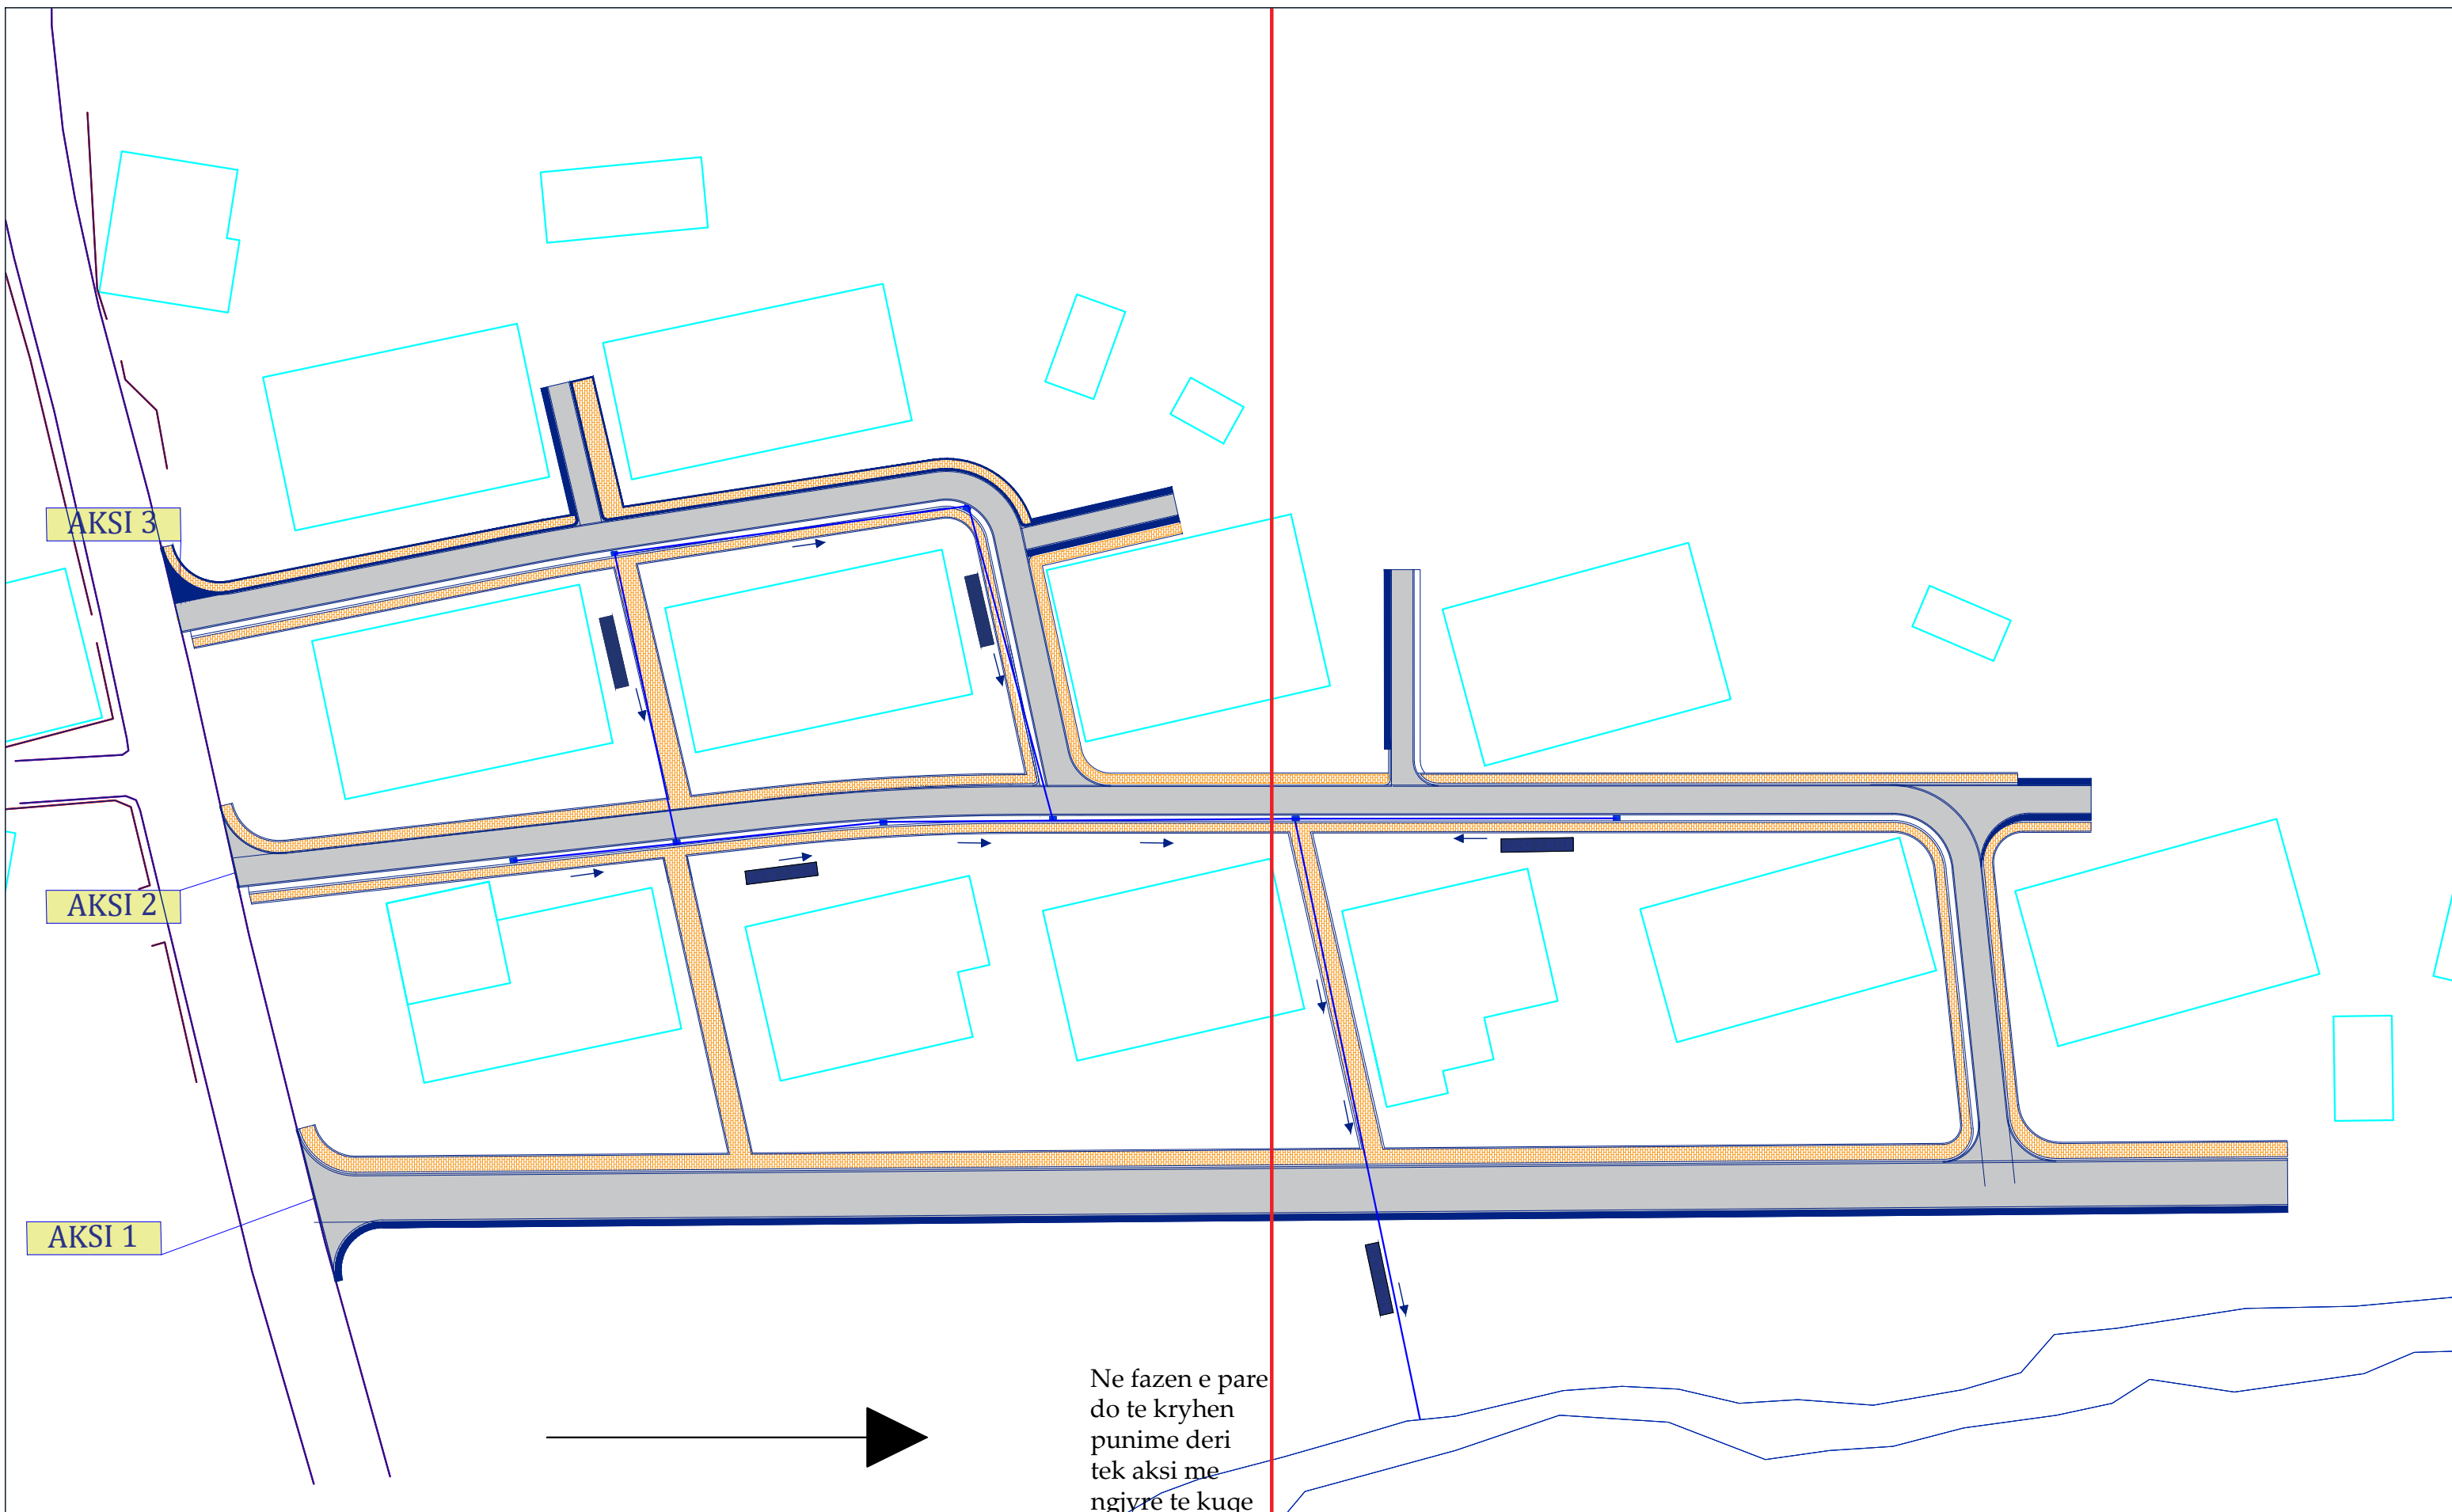 AKSI 3
AKSI 2
AKSI 1
Ne fazen e pare
do te kryhen
punime deri
tek aksi me
ngjyre te kuqe